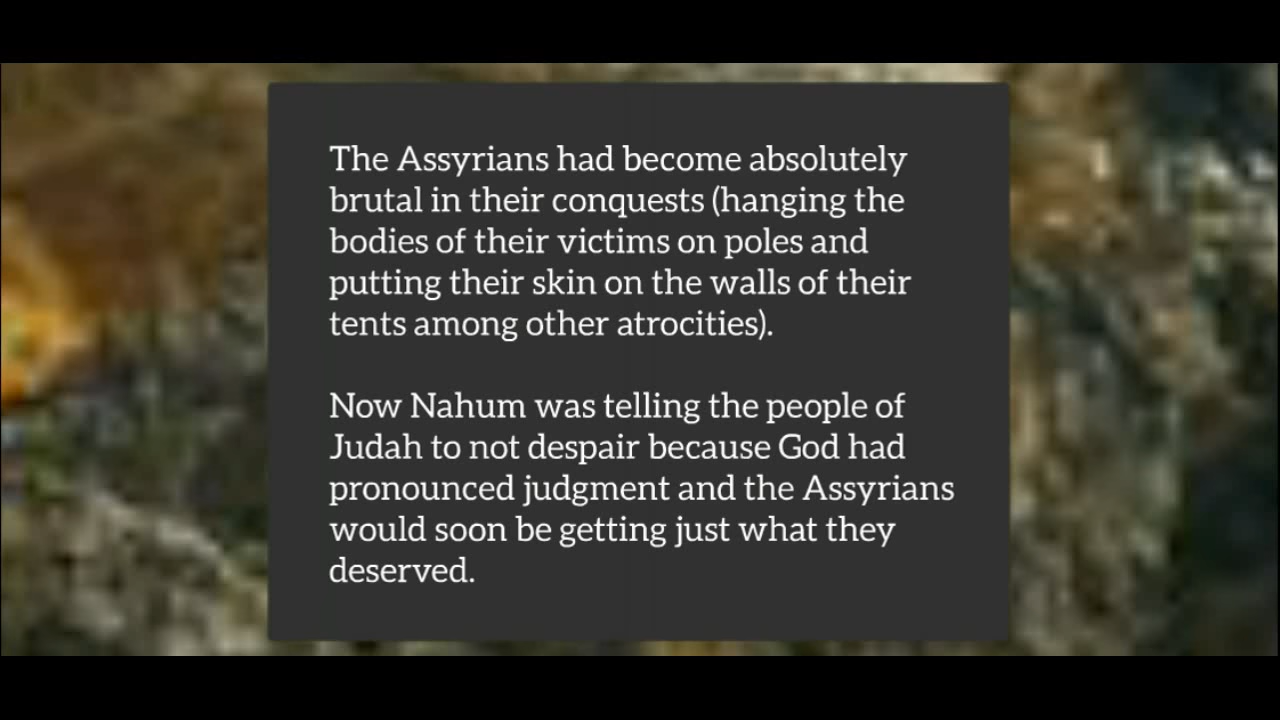 The Assyrians had become absolutely
brutal in their conquests (hanging the
bodies of their victims on poles and
putting their skin on the walls of their
tents among other atrocities).
Now Nahum was telling the people of
Judah to not despair because God had
pronounced judgment and the Assyrians
would soon be getting just what they
deserved.